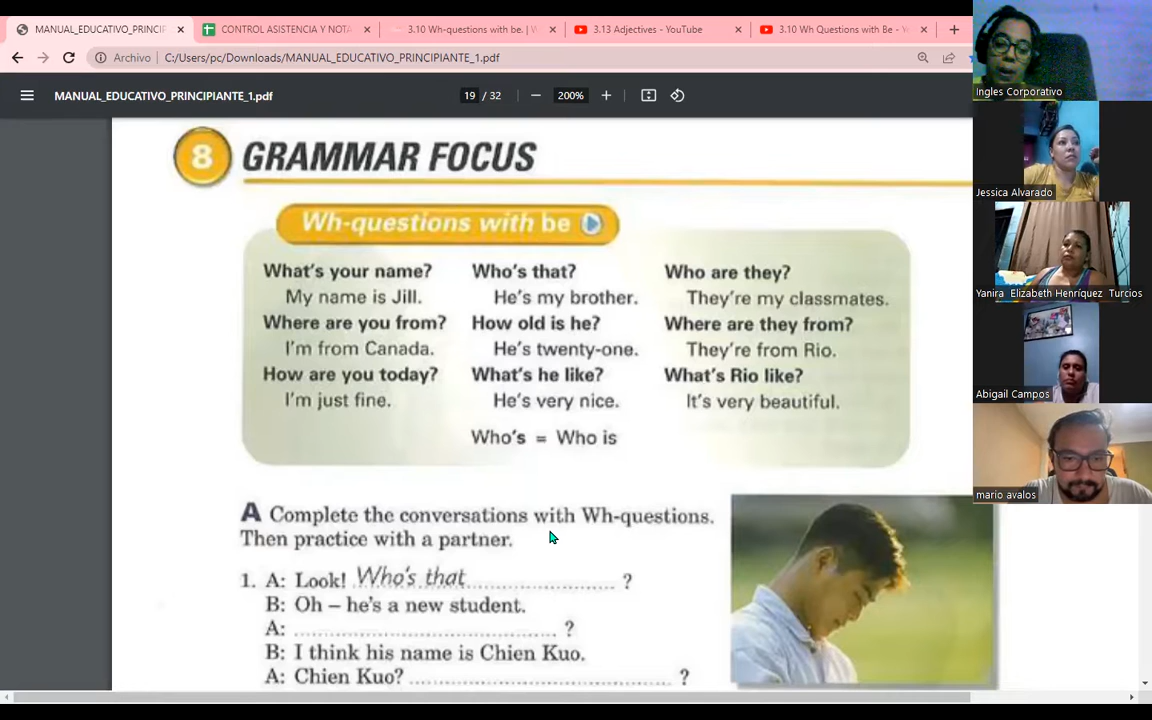 MANUAL_EDUCATIVO_PRINCIP
CONTROL ASISTENCIA Y NOTA
3.10 Wh-questions with be. | W
3.13 Adjectives - YouTube
3.10 Wh Questions with Be - Y
Archivo
C:/Users/pc/Downloads/MANUAL_EDUCATIVO_PRINCIPIANTE_1.pdf
MANUAL_EDUCATIVO_PRINCIPIANTE_1.pdf
19 / 32
200%
8 GRAMMAR FOCUS
Wh-questions with be
What's your name?
My name is Jill.
Where are you from?
I'm from Canada.
How are you today?
I'm just fine.
Who's that?
He's my brother.
How old is he?
He's twenty-one.
What's he like?
He's very nice.
Who's = Who is
Who are they?
They're my classmates.
Where are they from?
They're from Rio.
What's Rio like?
It's very beautiful.
A Complete the conversations with Wh-questions.
Then practice with a partner.
1. A: Look! Who's that ?
B: Oh – he's a new student.
A: ?
B: I think his name is Chien Kuo.
A: Chien Kuo? ?
Ingles Corporativo
Jessica Alvarado
Yanira Elizabeth Henríquez Turcios
Abigail Campos
mario avalos